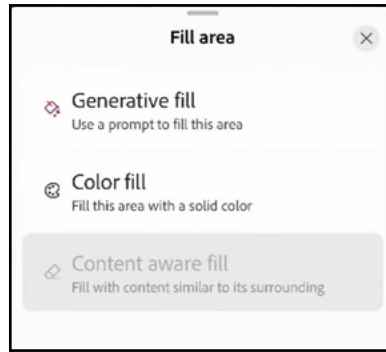 Fill area
Generative fill
Use a prompt to fill this area
Color fill
Fill this area with a solid color
Content aware fill
Fill with content similar to its surrounding